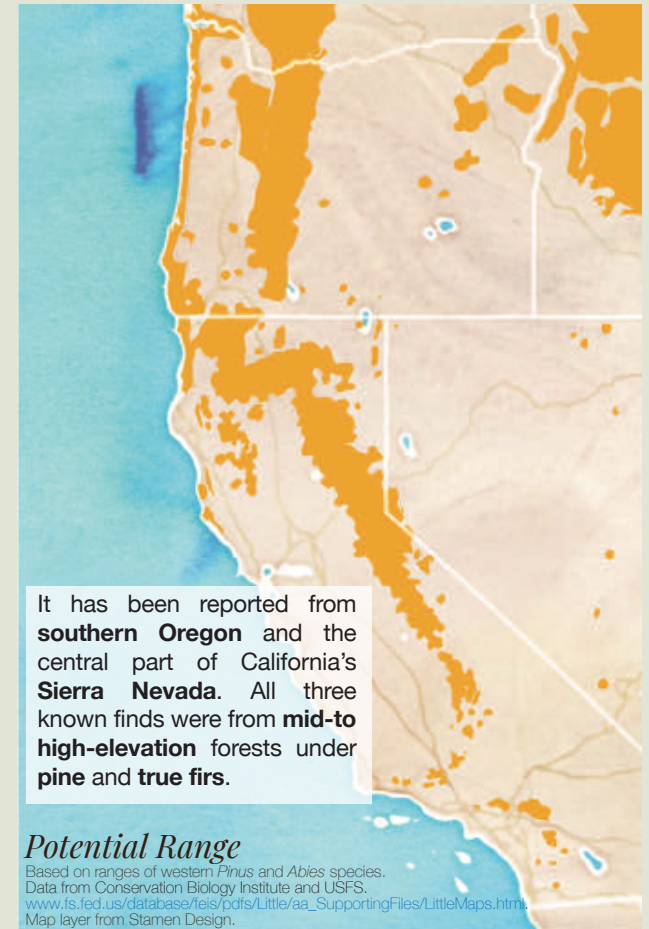 It has been reported from
southern Oregon and the
central part of California's
Sierra Nevada. All three
known finds were from mid-to
high-elevation forests under
pine and true firs.
Potential Range
Based on ranges of western Pinus and Abies species.
Data from Conservation Biology Institute and USFS.
www.fs.fed.us/database/feis/pdfs/Little/aa_SupportingFiles/LittleMaps.html.
Map layer from Stamen Design.